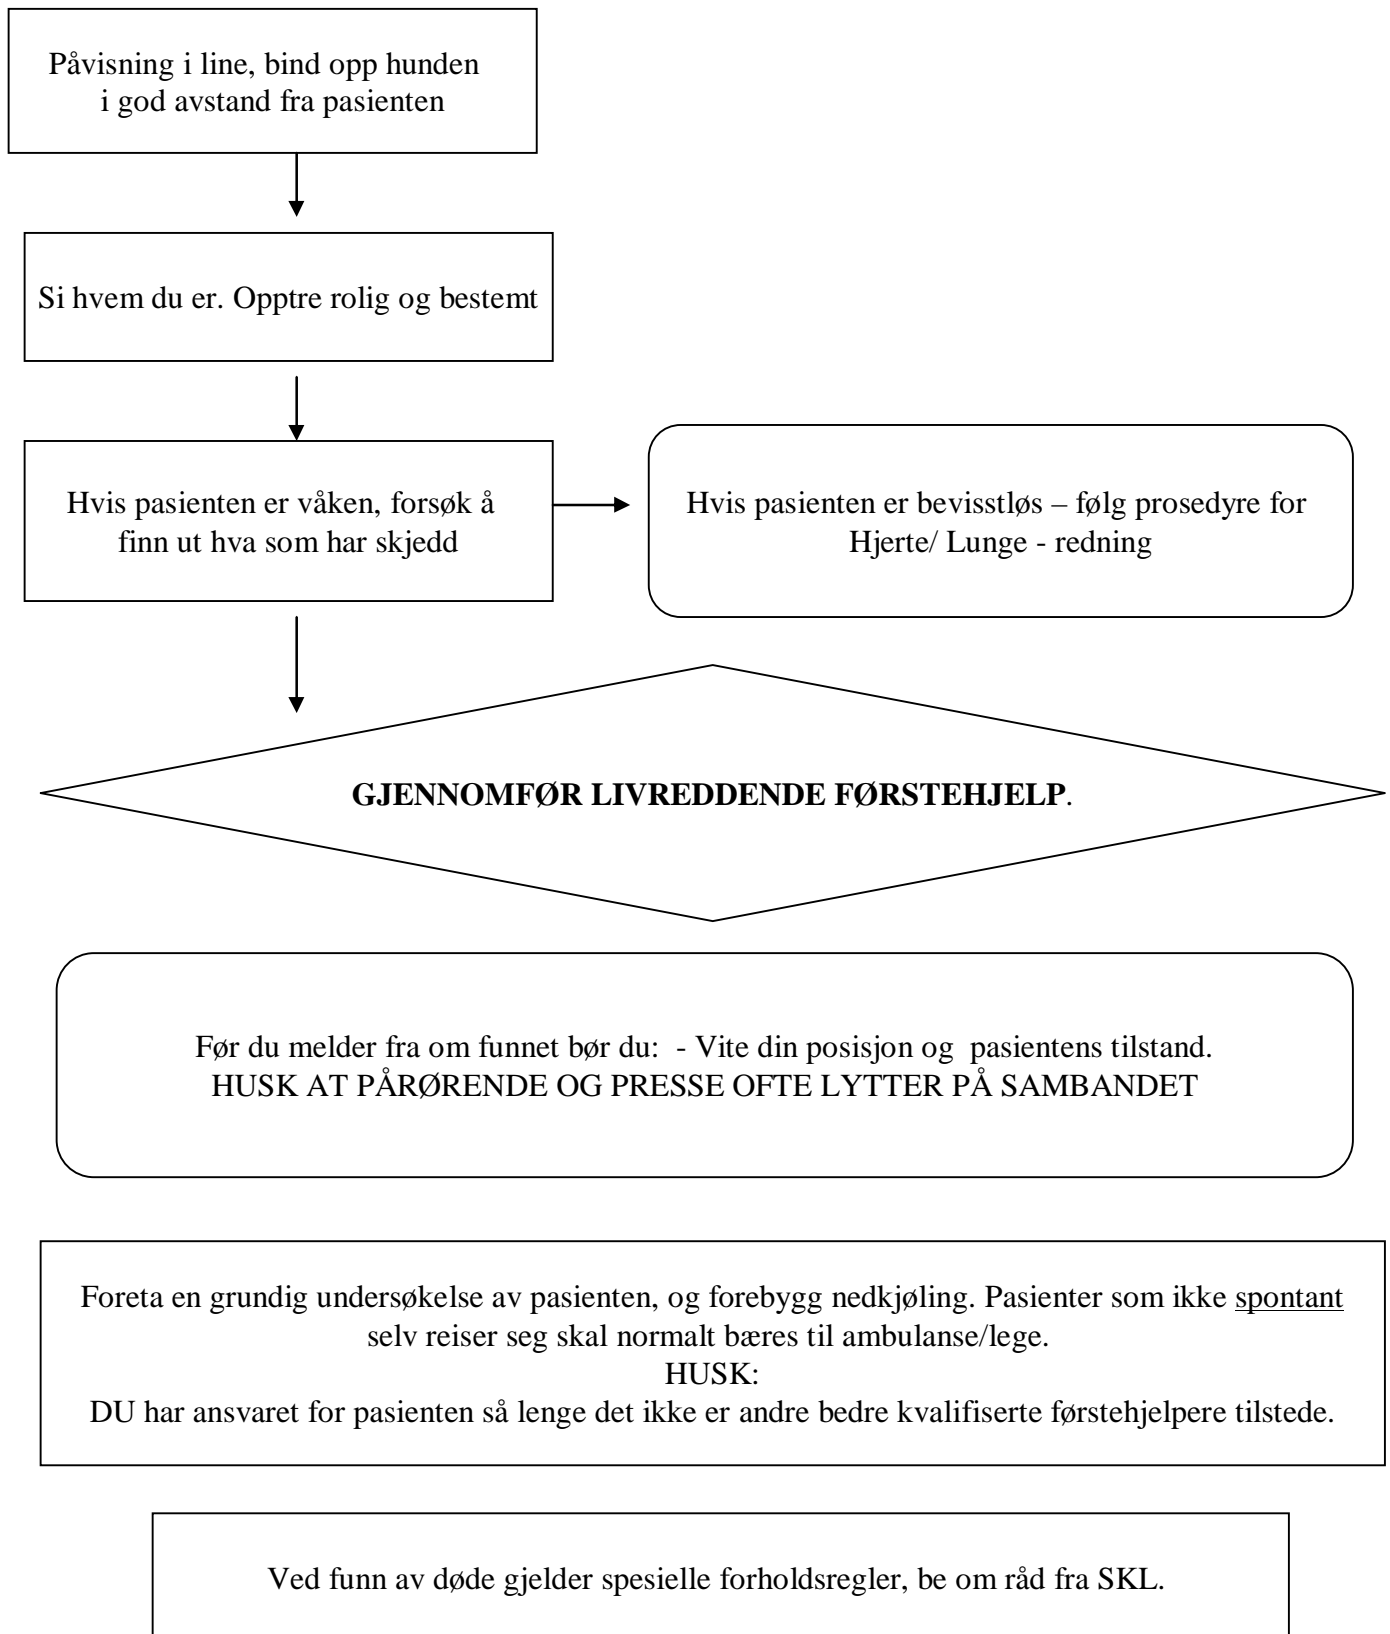 Påvisning i line, bind opp hunden
i god avstand fra pasienten
Si hvem du er. Opptre rolig og bestemt
Hvis pasienten er våken, forsøk å
finn ut hva som har skjedd
Hvis pasienten er bevisstløs – følg prosedyre for
Hjerte/ Lunge - redning
GJENNOMFØR LIVREDDENDE FØRSTEHJELP.
Før du melder fra om funnet bør du:  - Vite din posisjon og  pasientens tilstand.
HUSK AT PÅRØRENDE OG PRESSE OFTE LYTTER PÅ SAMBANDET
Foreta en grundig undersøkelse av pasienten, og forebygg nedkjøling. Pasienter som ikke spontant
selv reiser seg skal normalt bæres til ambulanse/lege.
HUSK:
DU har ansvaret for pasienten så lenge det ikke er andre bedre kvalifiserte førstehjelpere tilstede.
Ved funn av døde gjelder spesielle forholdsregler, be om råd fra SKL.